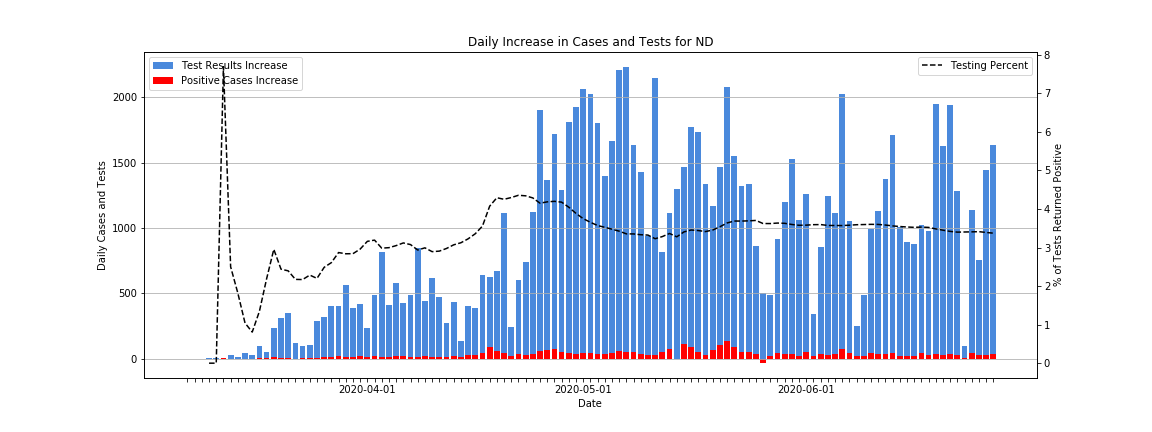 Daily Increase in Cases and Tests for ND
Test Results Increase
Positive Cases Increase
Testing Percent
Daily Cases and Tests
2000
1500
1000
500
0
% of Tests Returned Positive
8
7
6
5
4
3
2
1
0
2020-04-01
2020-05-01
2020-06-01
Date